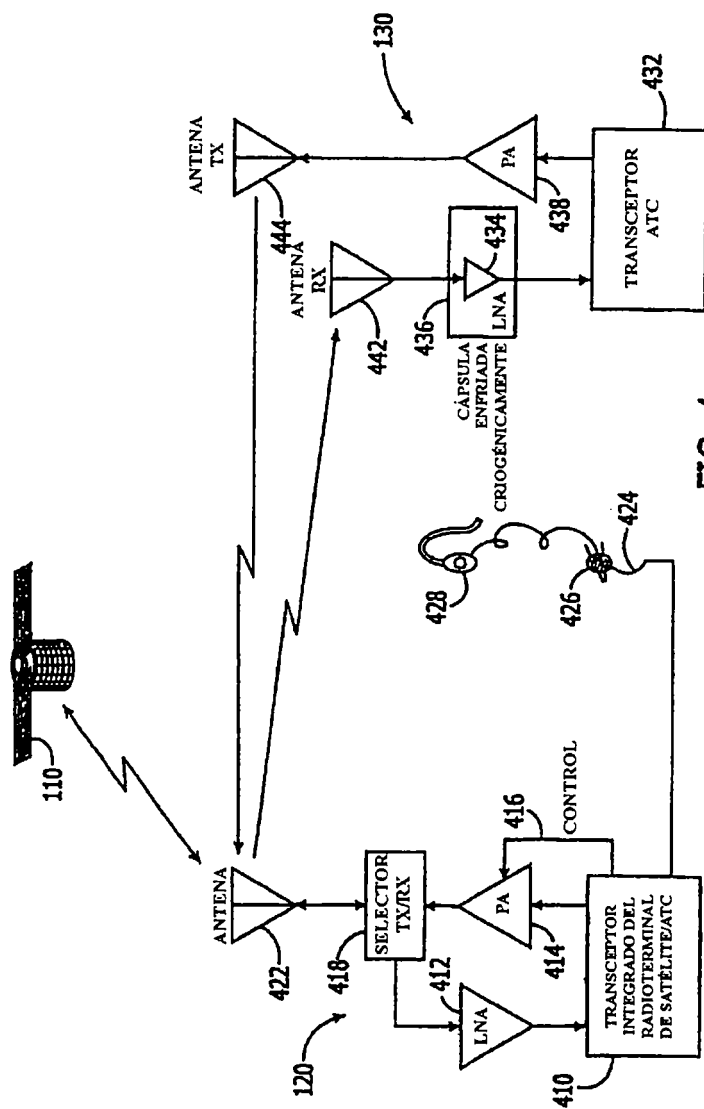 110
ANTENA
422
120
SELECTOR
TX/RX
418
LNA
412
PA
414
416
CONTROL
TRANSCEPTOR
INTEGRADO DEL
RADIOTERMINAL
DE SATÉLITE/ATC
410
424
426
428
ANTENA
RX
442
ANTENA
TX
444
130
CÁPSULA
ENFRIADA
CRIOGÉNICAMENTE
436
434
LNA
PA
438
TRANSCEPTOR
ATC
432